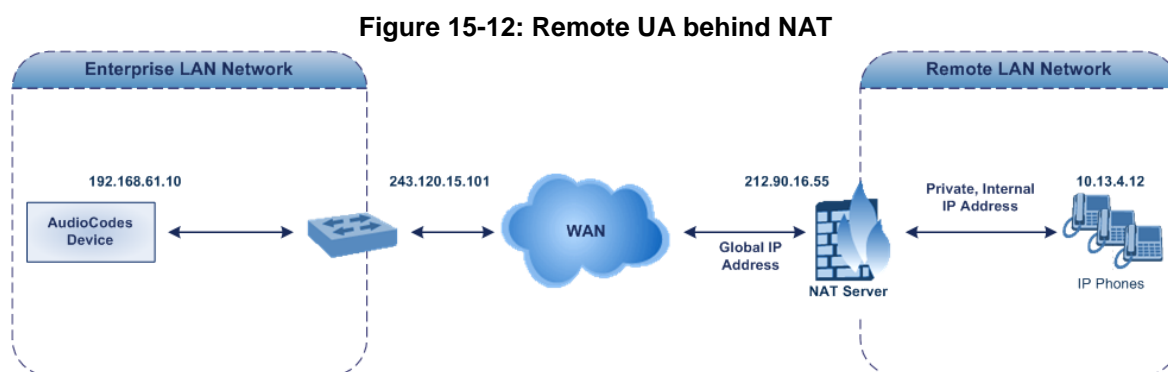 Figure 15-12: Remote UA behind NAT
Enterprise LAN Network
Remote LAN Network
192.168.61.10
243.120.15.101
212.90.16.55
Private, Internal
IP Address
10.13.4.12
AudioCodes
Device
WAN
Global IP
Address
NAT Server
IP Phones